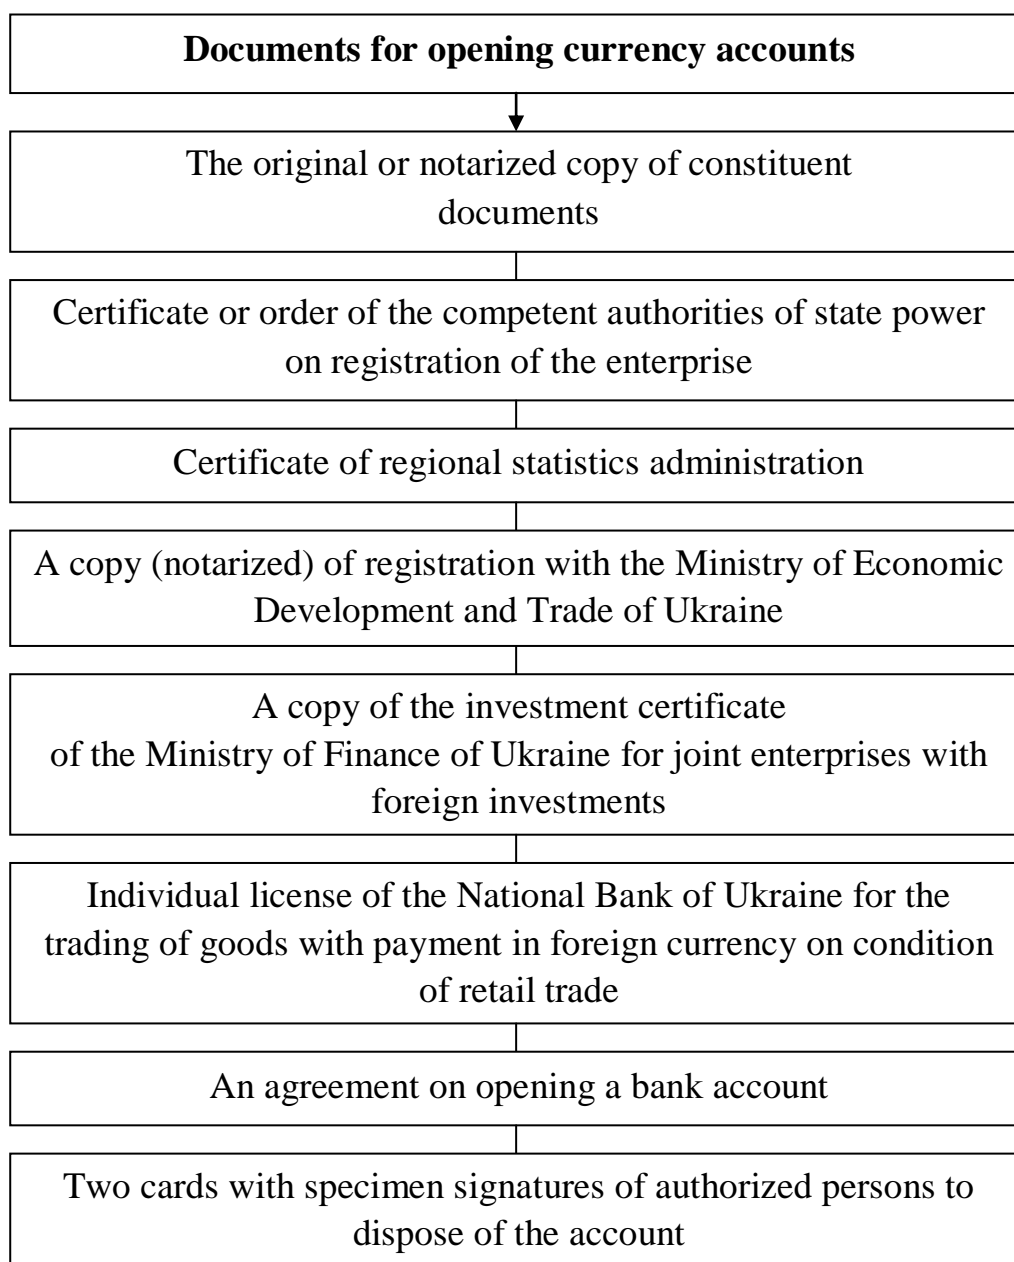 Documents for opening currency accounts
The original or notarized copy of constituent
documents
Certificate or order of the competent authorities of state power
on registration of the enterprise
Certificate of regional statistics administration
A copy (notarized) of registration with the Ministry of Economic
Development and Trade of Ukraine
A copy of the investment certificate
of the Ministry of Finance of Ukraine for joint enterprises with
foreign investments
Individual license of the National Bank of Ukraine for the
trading of goods with payment in foreign currency on condition
of retail trade
An agreement on opening a bank account
Two cards with specimen signatures of authorized persons to
dispose of the account